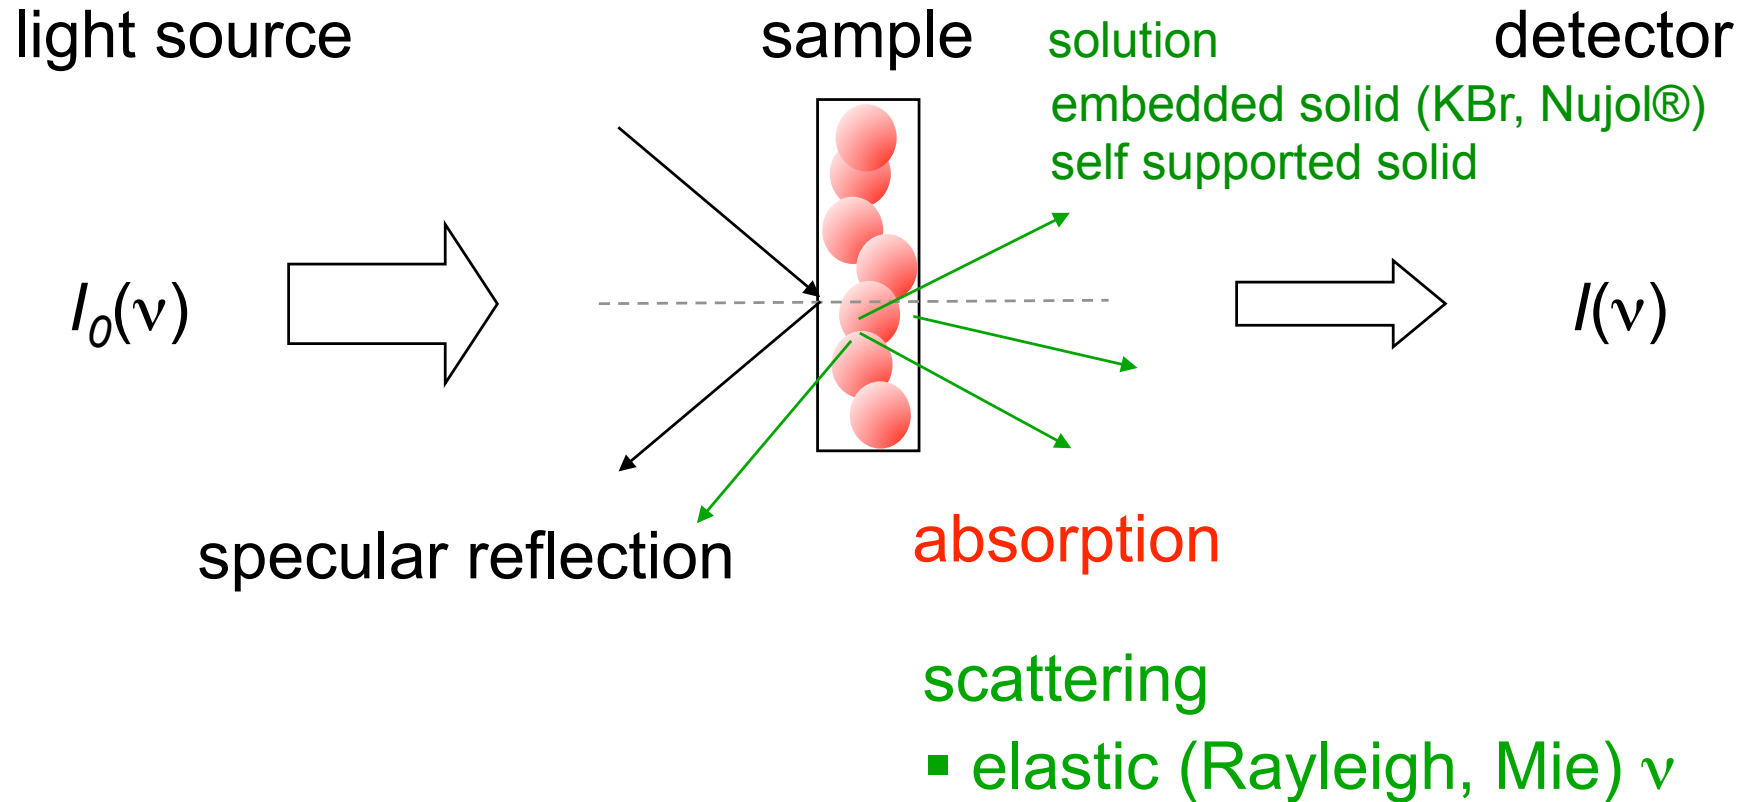 light source
sample
solution
detector
embedded solid (KBr, Nujol®)
self supported solid
I0(ν)
I(ν)
specular reflection
absorption
scattering
▪ elastic (Rayleigh, Mie) ν